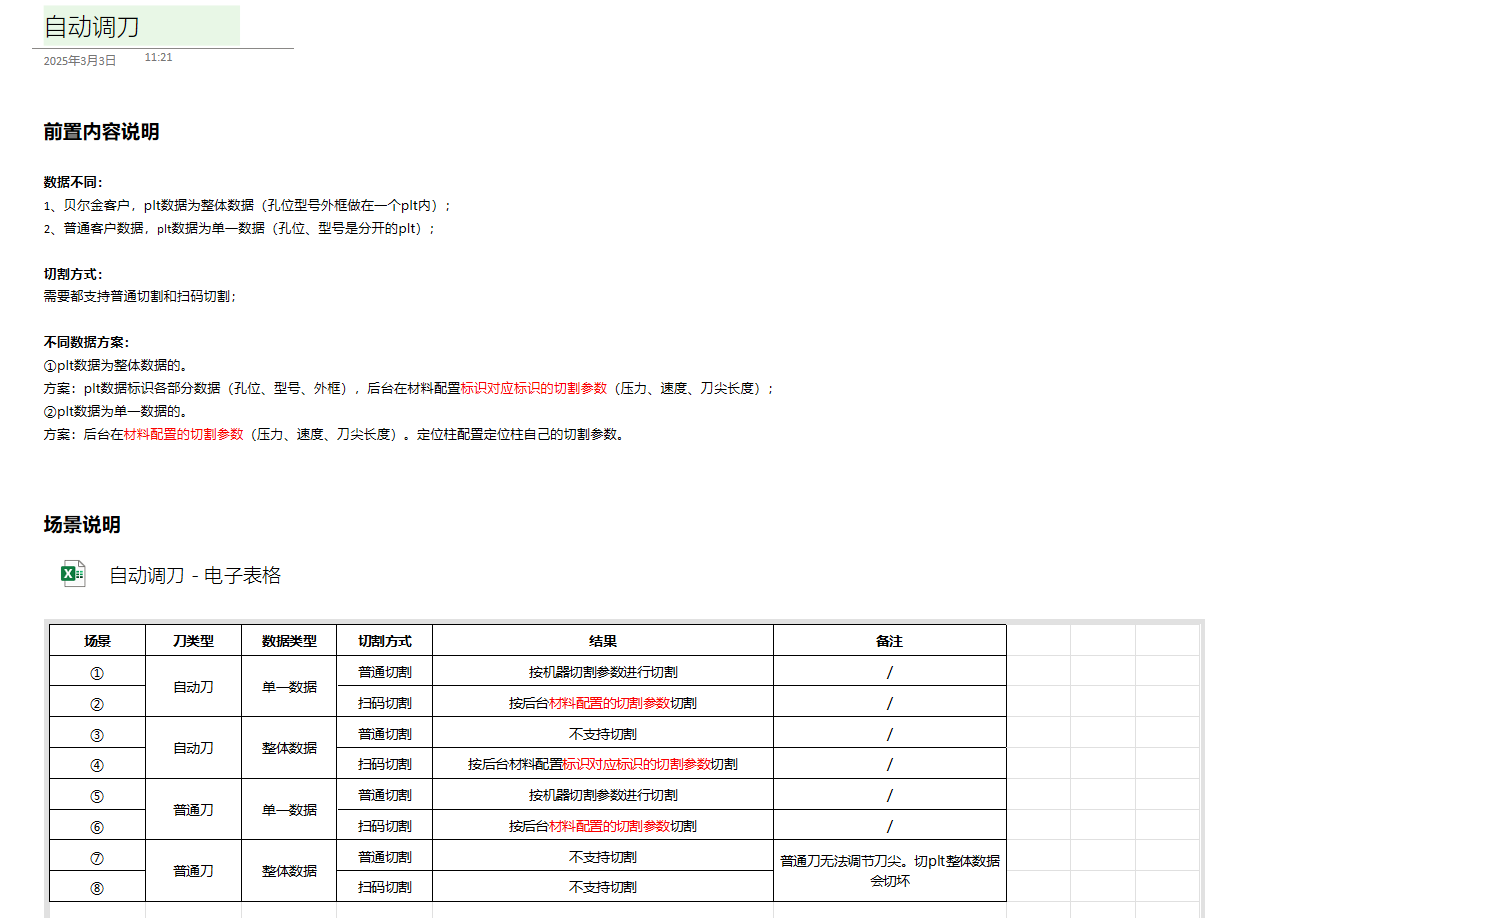 自动调刀
2025年3月3日 11:21
前置内容说明
数据不同：
1、贝尔金客户，plt数据为整体数据（孔位型号外框做在一个plt内）；
2、普通客户数据，plt数据为单一数据（孔位、型号是分开的plt）；
切割方式：
需要都支持普通切割和扫码切割；
不同数据方案：
①plt数据为整体数据的。
方案：plt数据标识各部分数据（孔位、型号、外框），后台在材料配置标识对应标识的切割参数（压力、速度、刀尖长度）；
②plt数据为单一数据的。
方案：后台在材料配置的切割参数（压力、速度、刀尖长度）。定位柱配置定位柱自己的切割参数。
场景说明
自动调刀 - 电子表格
场景 刀类型 数据类型 切割方式 结果 备注
① 自动刀 单一数据 普通切割 按机器切割参数进行切割 /
② 扫码切割 按后台材料配置的切割参数切割 /
③ 自动刀 整体数据 普通切割 不支持切割 /
④ 扫码切割 按后台材料配置标识对应标识的切割参数切割 /
⑤ 普通刀 单一数据 普通切割 按机器切割参数进行切割 /
⑥ 扫码切割 按后台材料配置的切割参数切割 /
⑦ 普通刀 整体数据 普通切割 不支持切割 普通刀无法调节刀尖。切plt整体数据
⑧ 扫码切割 不支持切割 会切坏